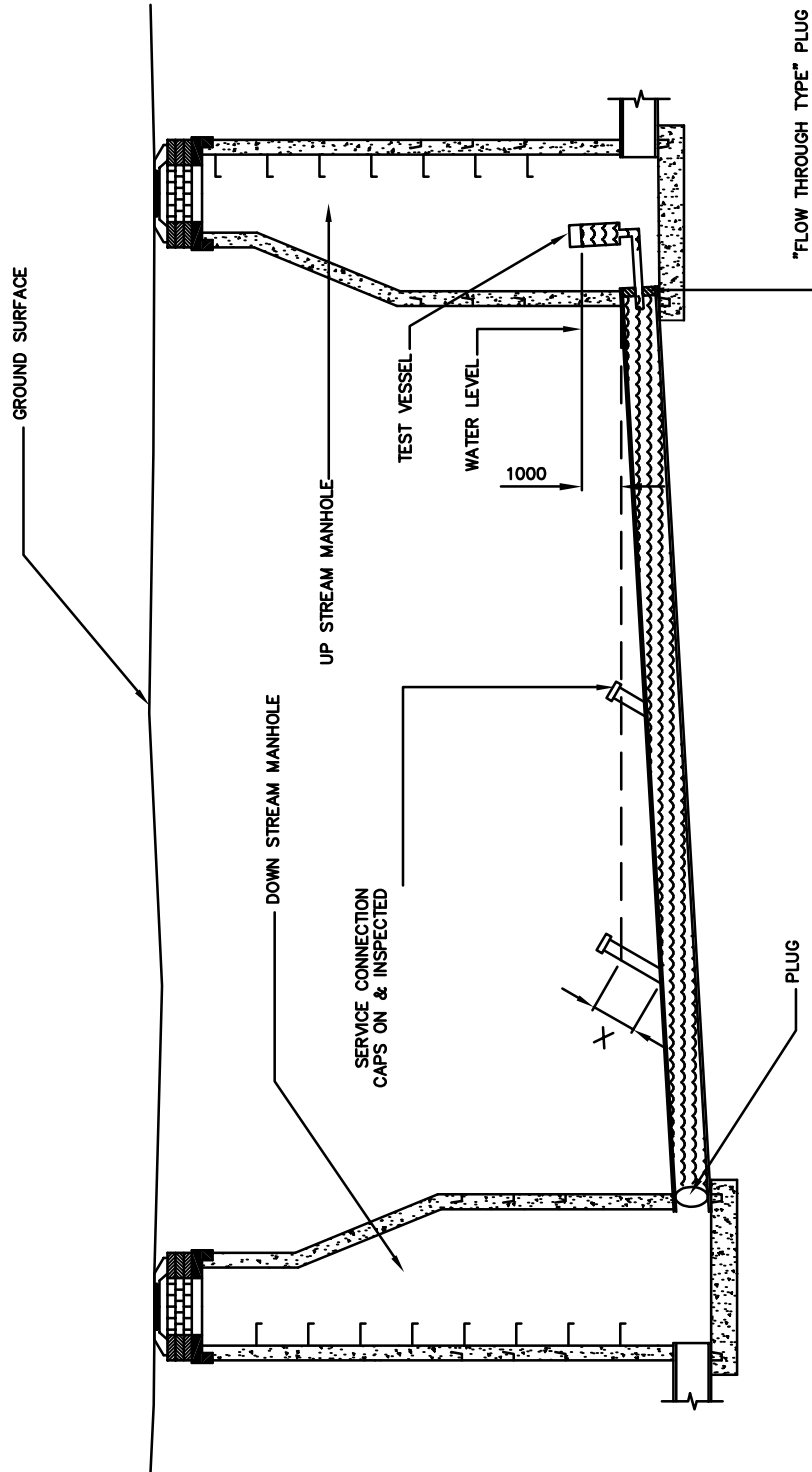 GROUND SURFACE
DOWN STREAM MANHOLE
UP STREAM MANHOLE
SERVICE CONNECTION
CAPS ON & INSPECTED
TEST VESSEL
WATER LEVEL
1000
X
PLUG
"FLOW THROUGH TYPE" PLUG